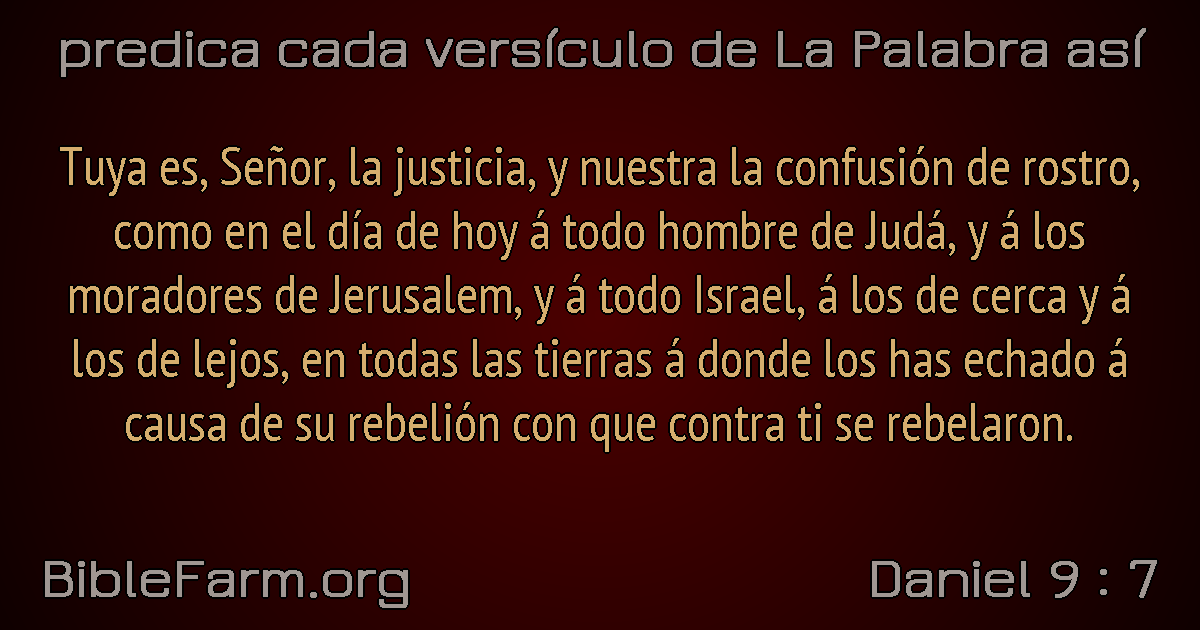 predica cada versículo de La Palabra así
Tuya es, Señor, la justicia, y nuestra la confusión de rostro,
como en el día de hoy á todo hombre de Judá, y á los
moradores de Jerusalem, y á todo Israel, á los de cerca y á
los de lejos, en todas las tierras á donde los has echado á
causa de su rebelión con que contra ti se rebelaron.
BibleFarm.org
Daniel 9 : 7